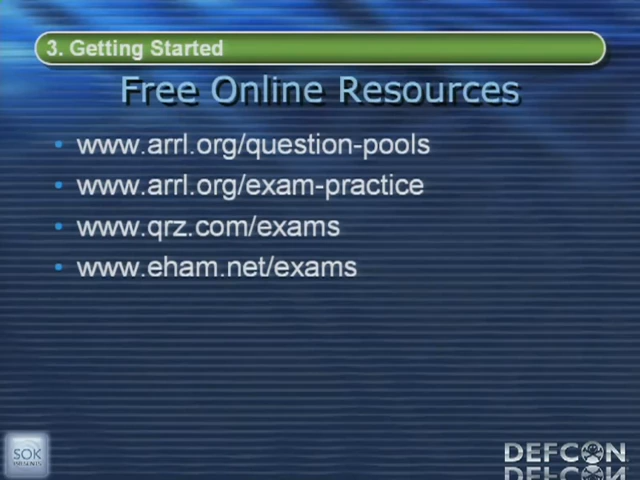 3. Getting Started
Free Online Resources
• www.arrl.org/question-pools
• www.arrl.org/exam-practice
• www.qrz.com/exams
• www.eham.net/exams
SOK
DEFCON